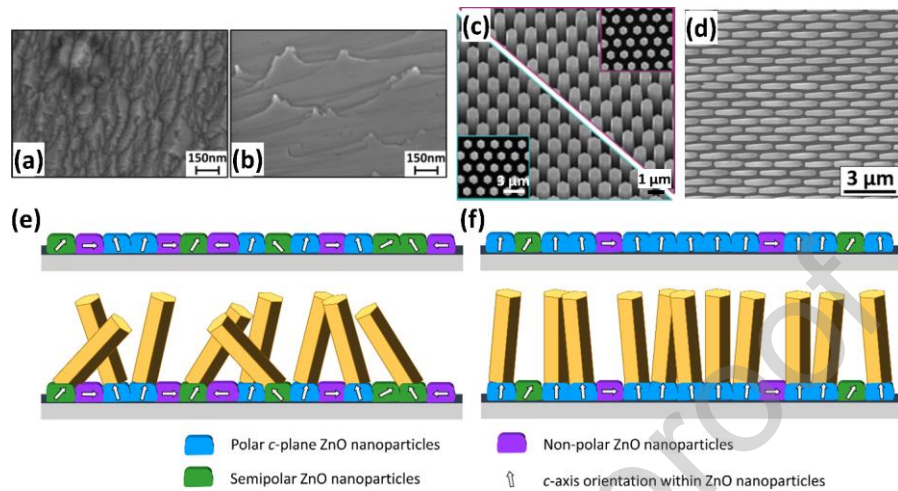 (a)
150nm
(b)
150nm
(c)
3 µm
1 µm
(d)
3 µm
(e)
(f)
Polar c-plane ZnO nanoparticles
Non-polar ZnO nanoparticles
Semipolar ZnO nanoparticles
c-axis orientation within ZnO nanoparticles
proof